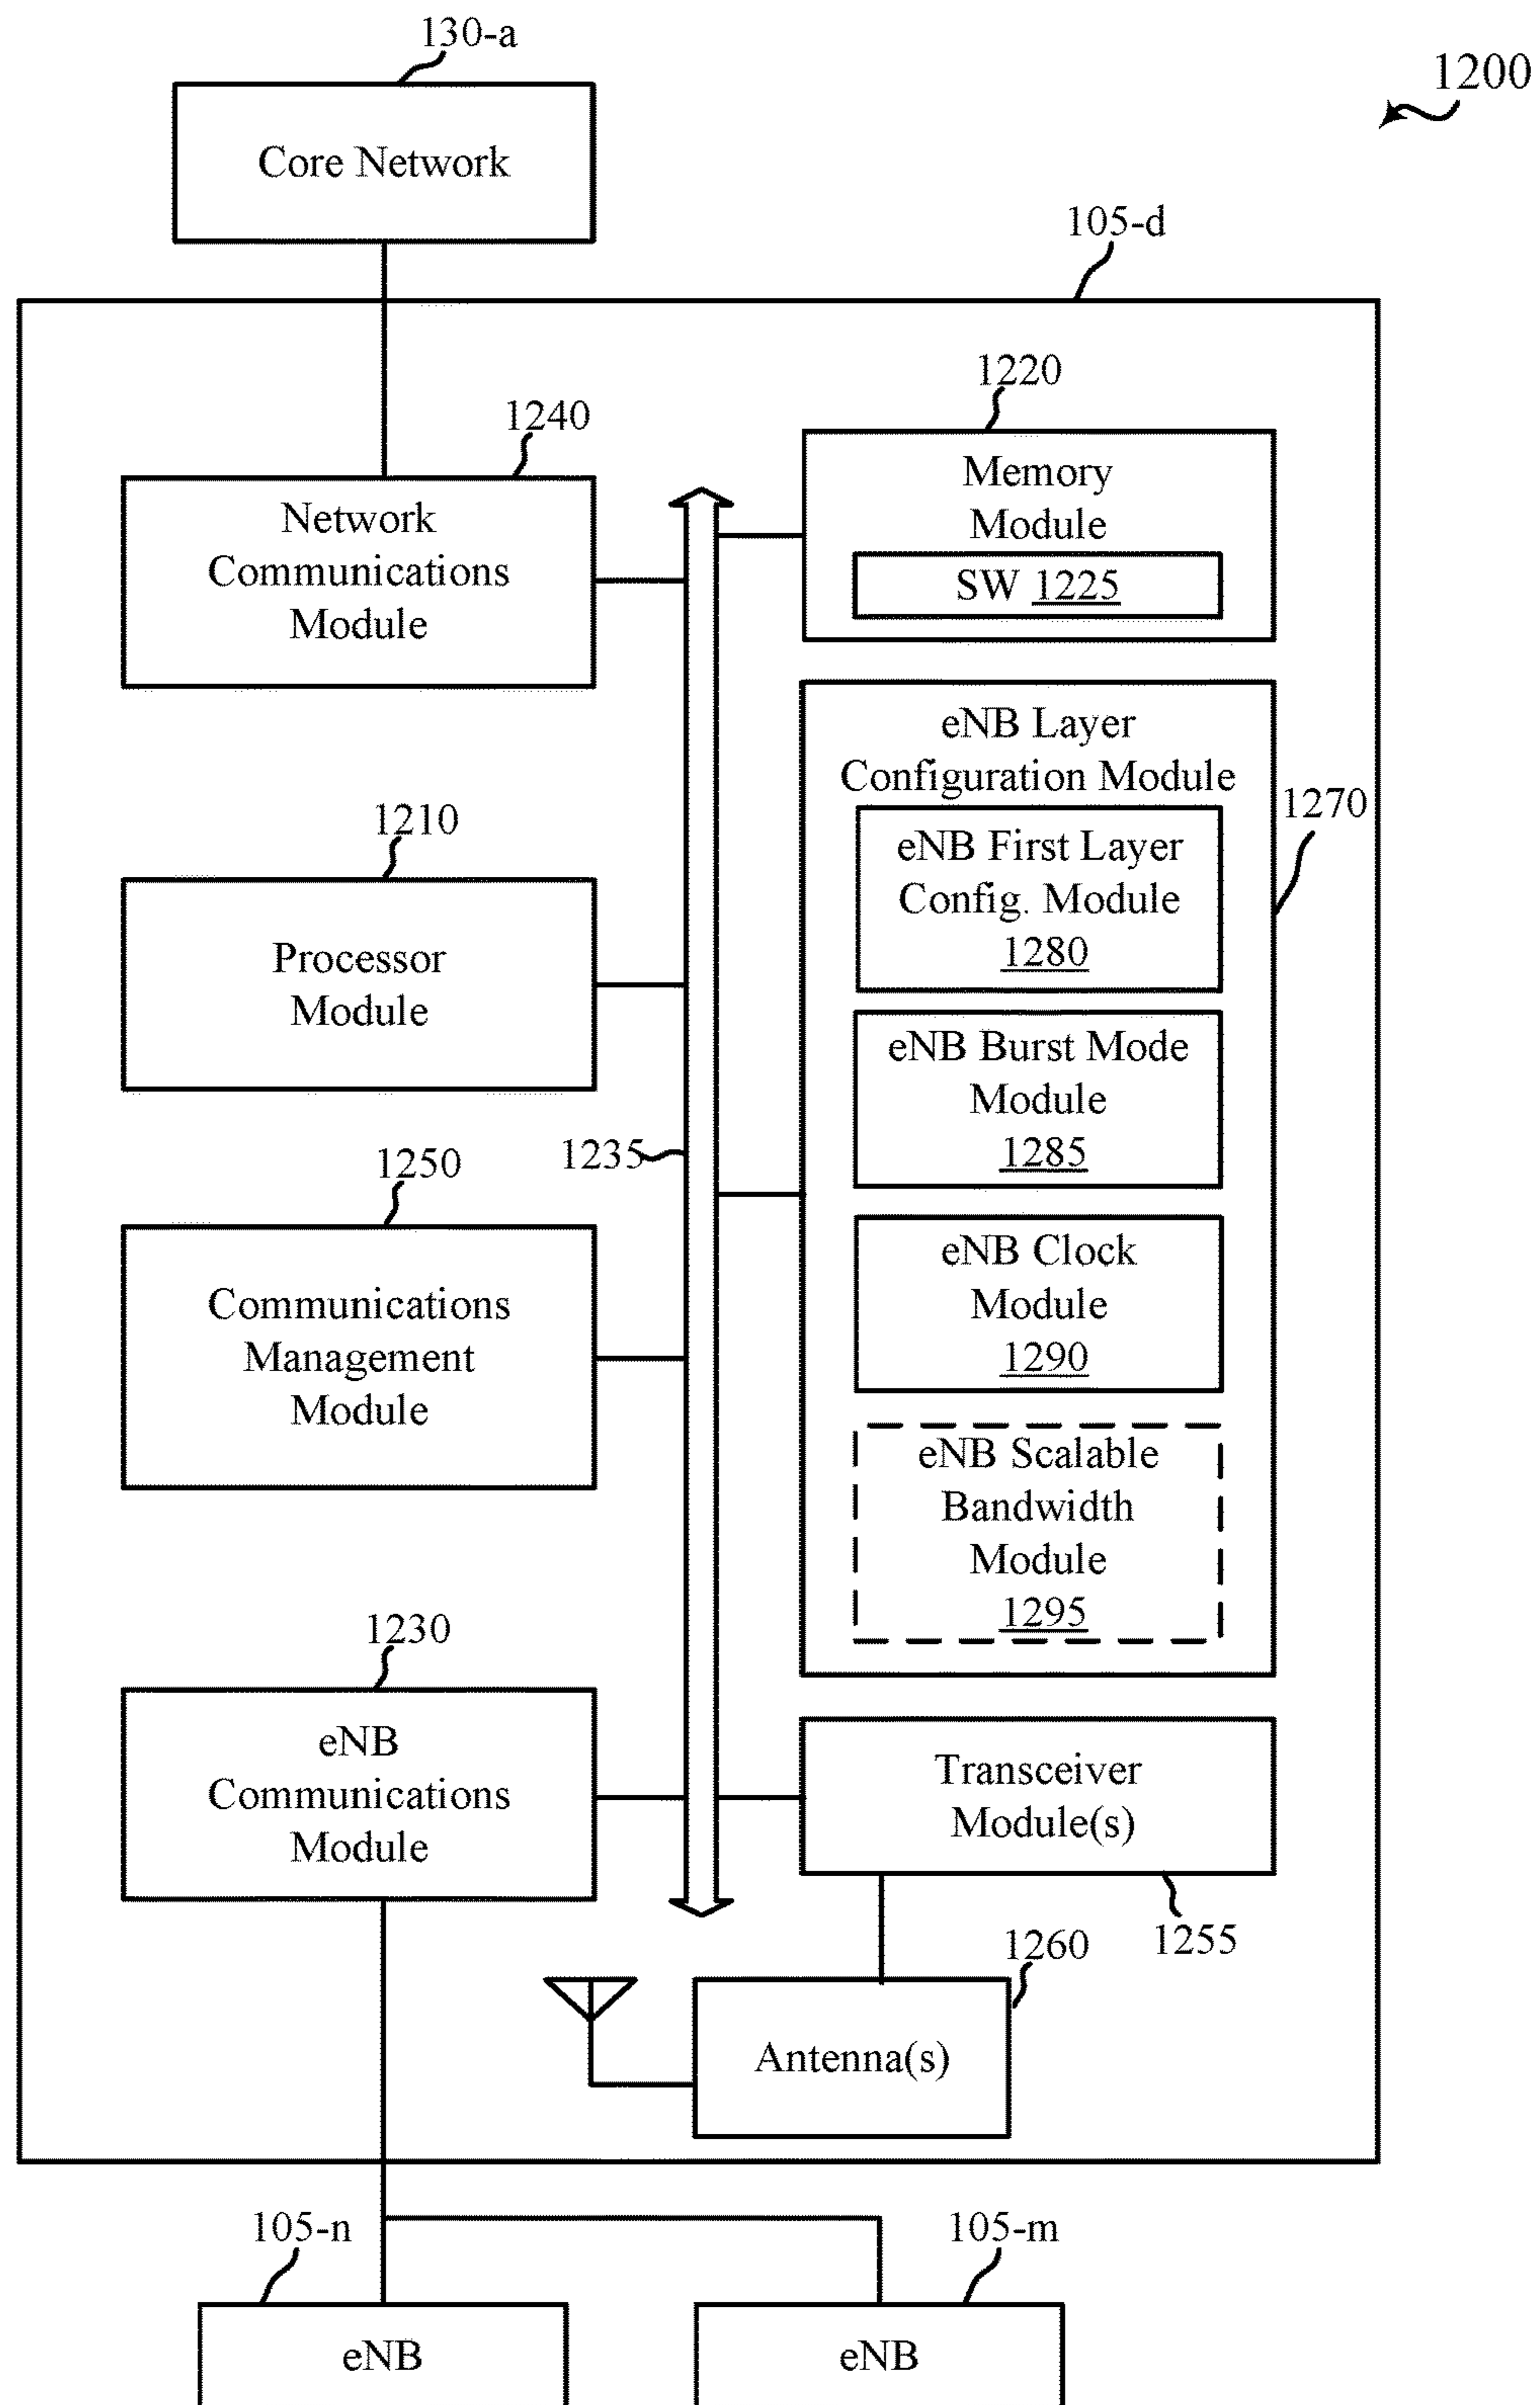 130-a
1200
Core Network
105-d
1220
1240
Memory
Module
SW 1225
Network
Communications
Module
eNB Layer
Configuration Module
1270
eNB First Layer
Config. Module
1280
1210
Processor
Module
eNB Burst Mode
Module
1285
1235
1250
Communications
Management
Module
eNB Clock
Module
1290
eNB Scalable
Bandwidth
Module
1295
1230
eNB
Communications
Module
Transceiver
Module(s)
1255
1260
Antenna(s)
105-n
105-m
eNB
eNB